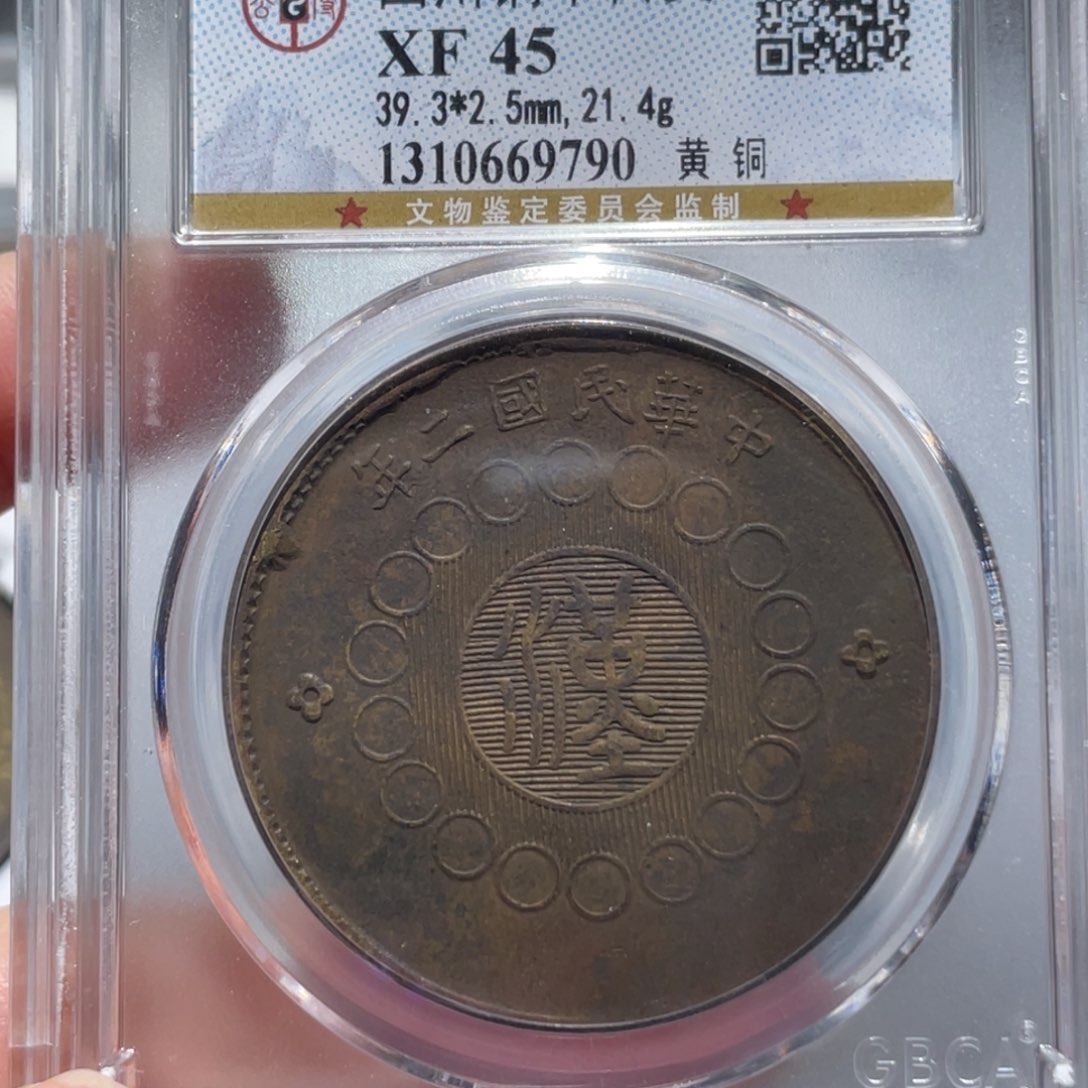 XF 45
39.3*2.5mm,21.4g
1310669790 黄铜
文物鉴定委员会监制
中華民國二年
漢
GBCA